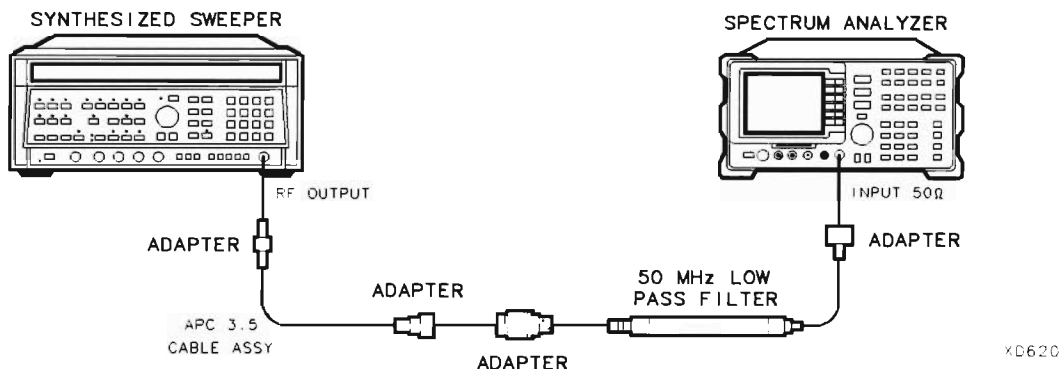 SYNTHESIZED SWEEPER
SPECTRUM ANALYZER
RF OUTPUT
INPUT 50Ω
ADAPTER
ADAPTER
ADAPTER
50 MHz LOW
PASS FILTER
APC 3.5
CABLE ASSY
ADAPTER
XD620